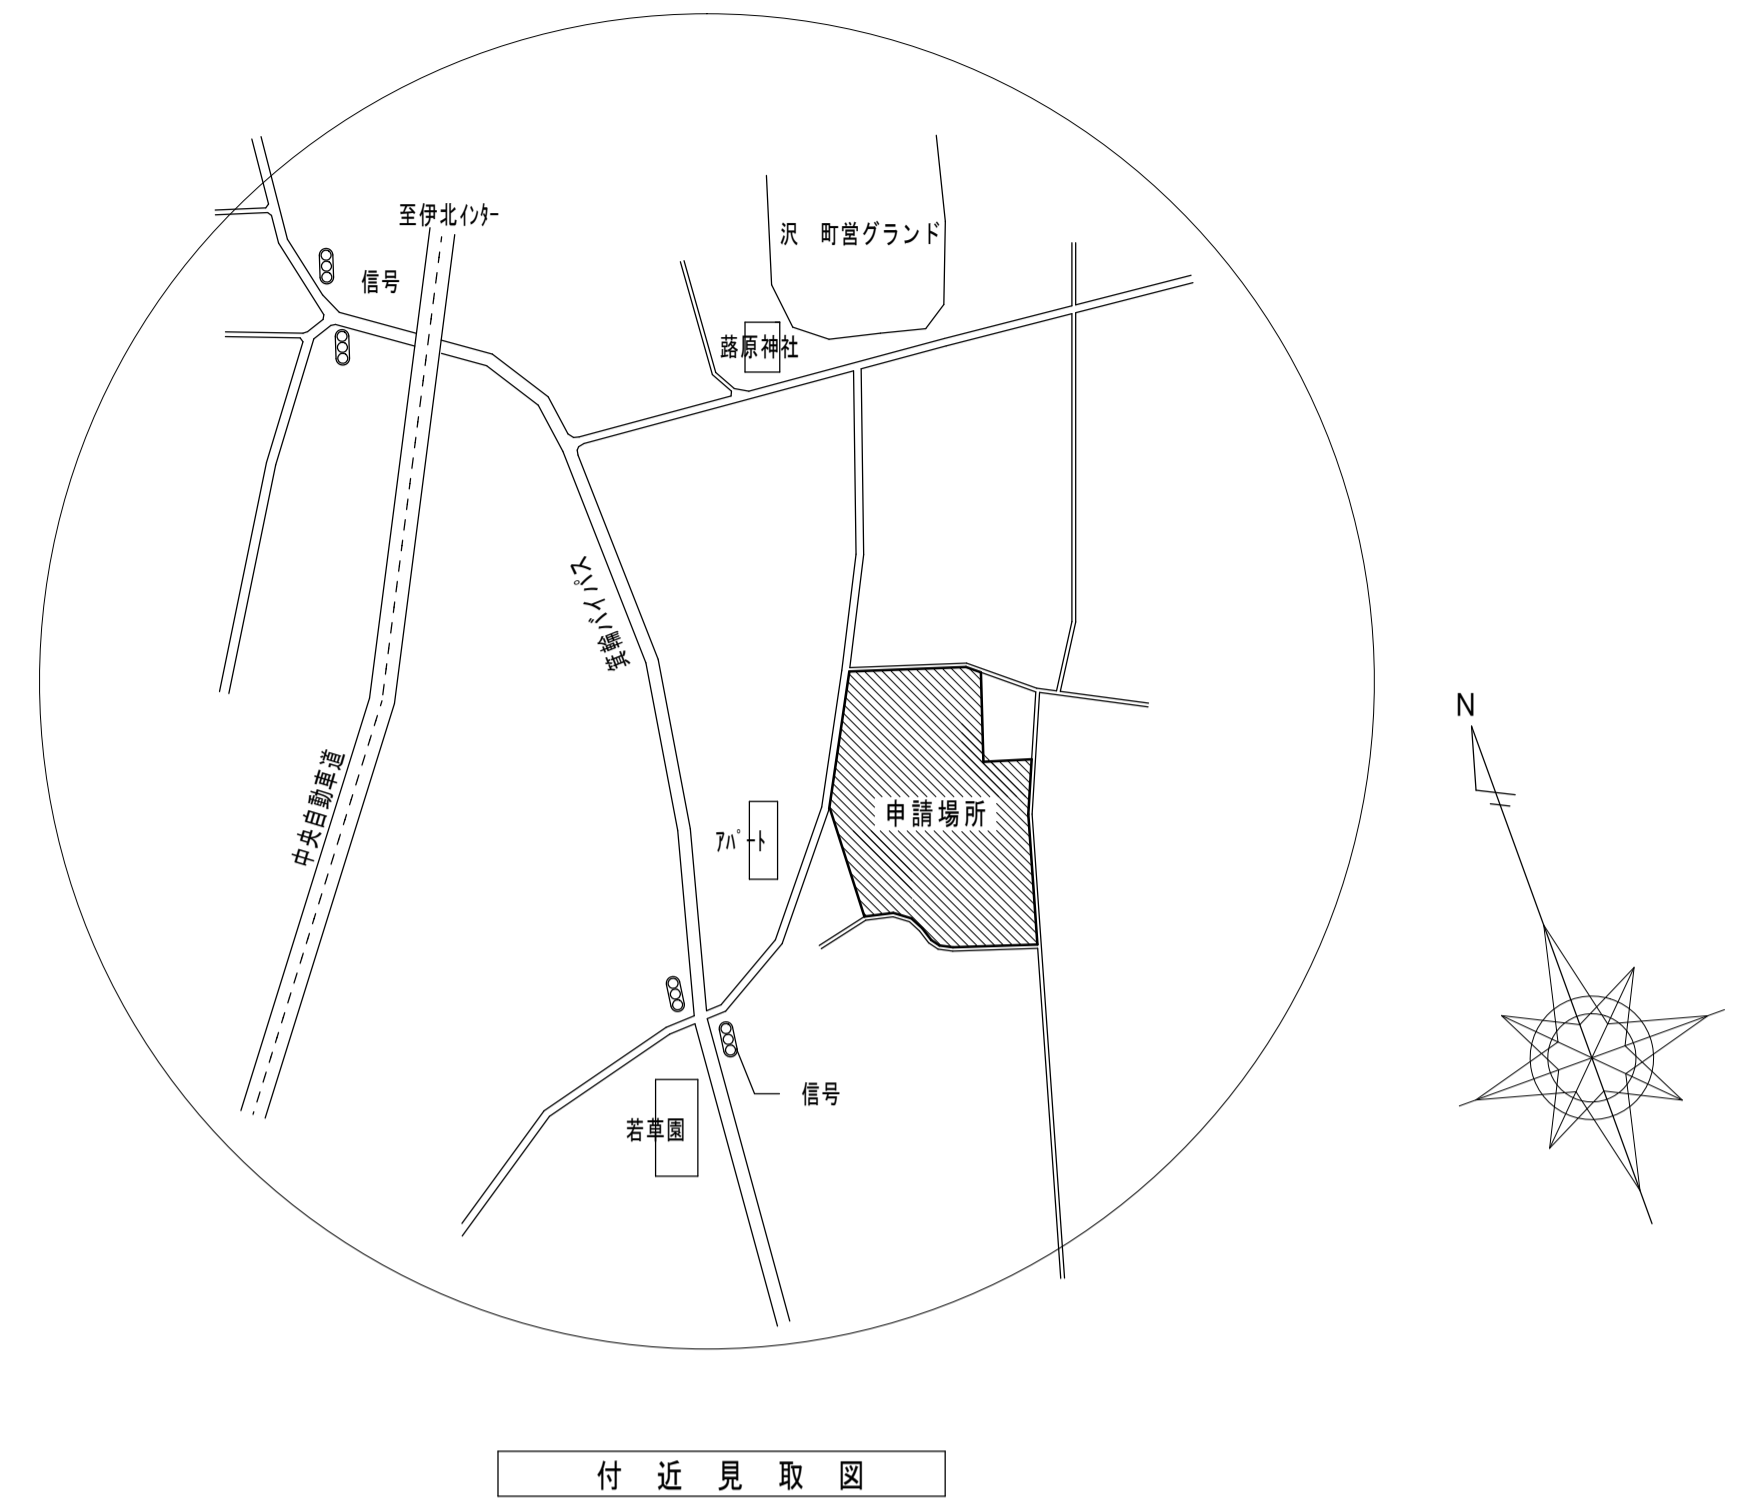 至伊北ｲﾝﾀｰ
沢　町営グランド
信号
蕗原神社
箕輪バイパス
N
中央自動車道
申請場所
ｱﾊﾟｰﾄ
信号
若草園
付近見取図